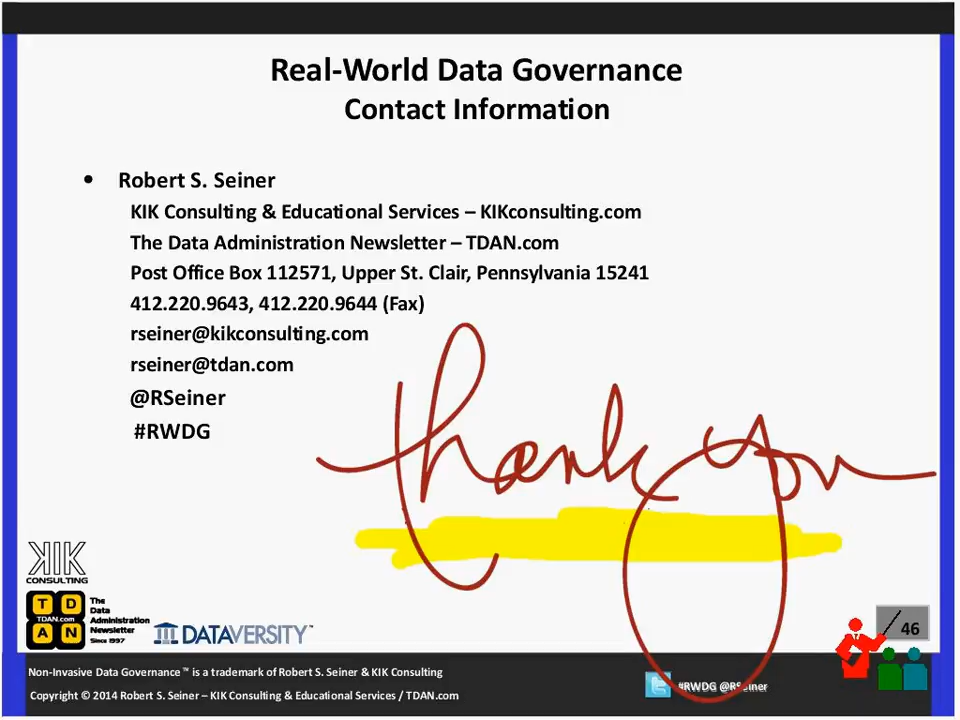 Real-World Data Governance
Contact Information
• Robert S. Seiner
KIK Consulting & Educational Services – KIKconsulting.com
The Data Administration Newsletter – TDAN.com
Post Office Box 112571, Upper St. Clair, Pennsylvania 15241
412.220.9643, 412.220.9644 (Fax)
rseiner@kikconsulting.com
rseiner@tdan.com
@RSeiner
#RWDG
Thank You
KIK
CONSULTING
T D
TDAN.com
A N
The
Data
Administration
Newsletter
Since 1997
DATAVERSITY™
46
Non-Invasive Data Governance™ is a trademark of Robert S. Seiner & KIK Consulting
Copyright © 2014 Robert S. Seiner – KIK Consulting & Educational Services / TDAN.com
#RWDG @RSeiner